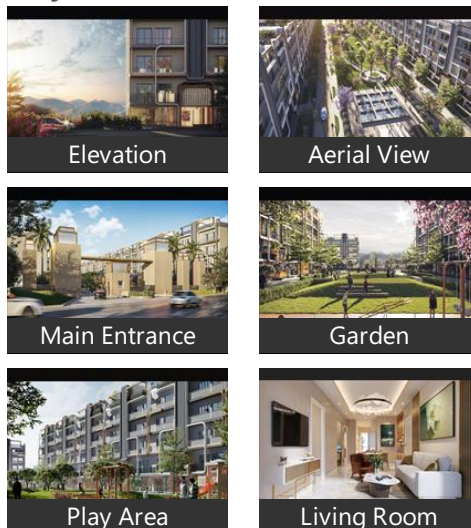 Elevation
Aerial View
Main Entrance
Garden
Play Area
Living Room